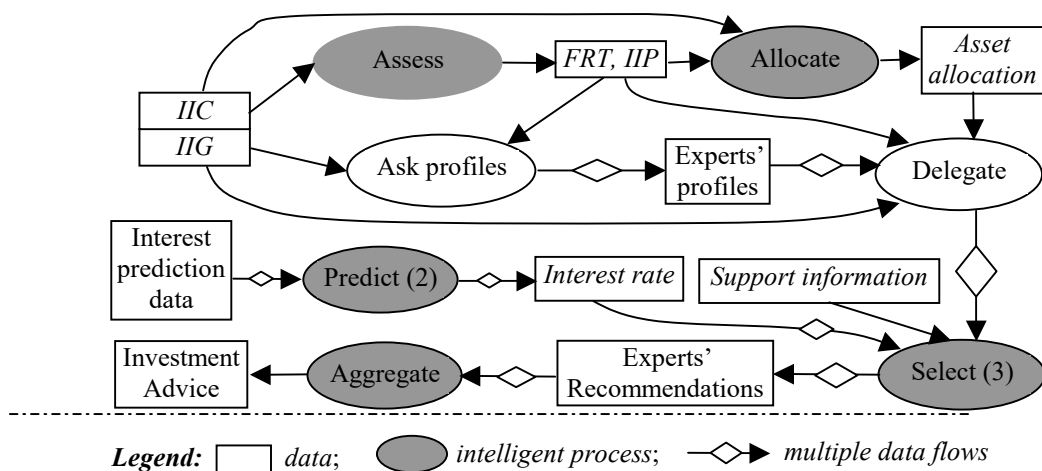 Assess
FRT, IIP
Allocate
Asset
allocation
IIC
IIG
Ask profiles
Experts’
profiles
Delegate
Interest
prediction
data
Predict (2)
Interest rate
Support information
Investment
Advice
Aggregate
Experts’
Recommendations
Select (3)
Legend: data; intelligent process; multiple data flows